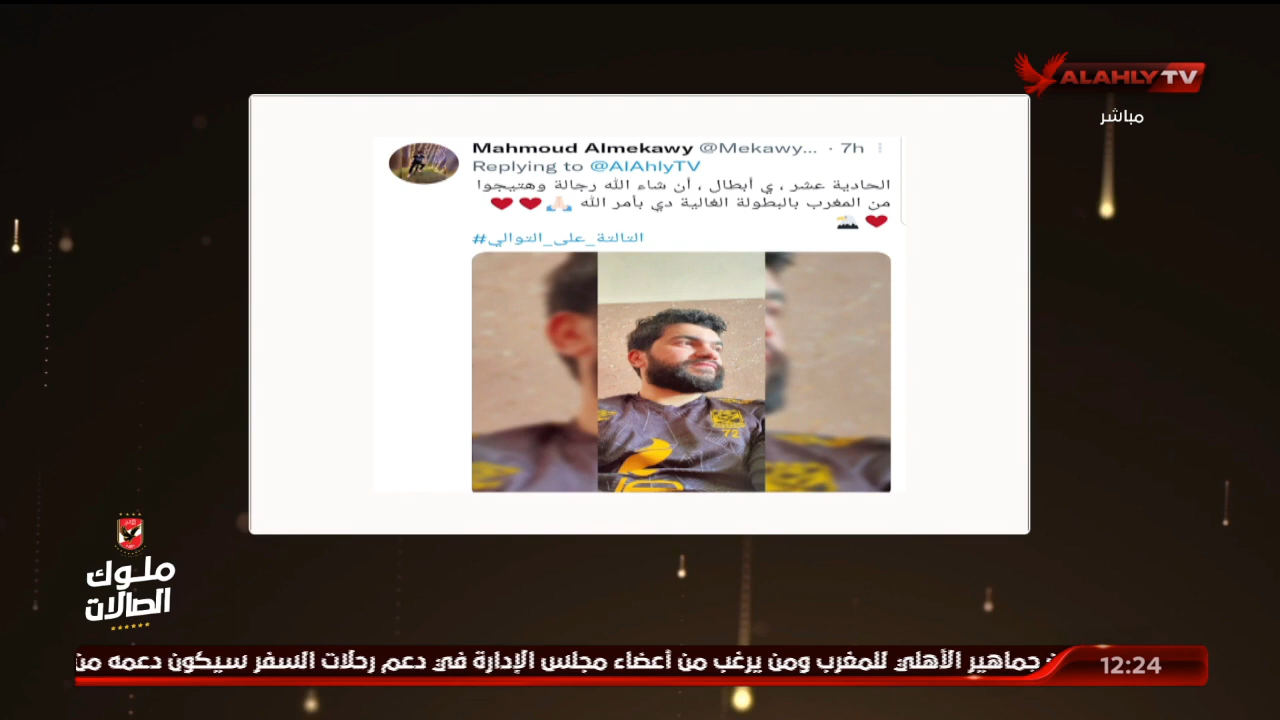 ALAHLY TV
مباشر
Mahmoud Almekawy @Mekawy... · 7h
Replying to @AlAhlyTV
الحادية عشر ، ي أبطال ، أن شاء الله رجالة وهتيجوا
من المغرب بالبطولة الغالية دي بأمر الله 🙏🏻❤️❤️
❤️🦅
#التالتة_على_التوالي
72
ملوك
الصالات
جماهير الأهلي للمغرب ومن يرغب من أعضاء مجلس الإدارة في دعم رحلات السفر سيكون دعمه من
12:24